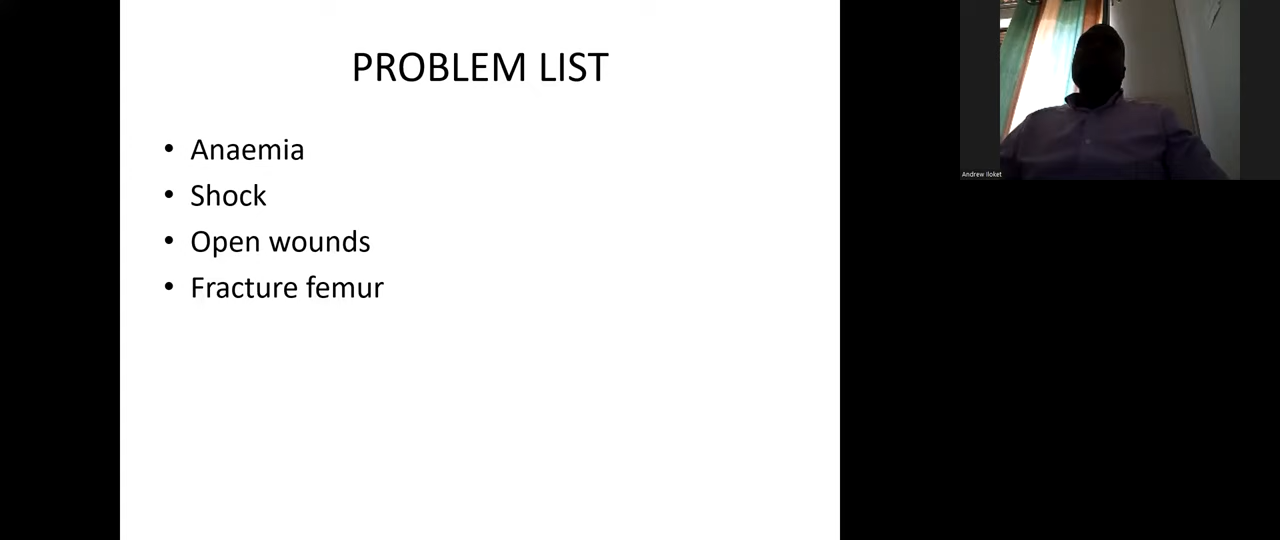 PROBLEM LIST
• Anaemia
• Shock
• Open wounds
• Fracture femur
Andrew Iloket